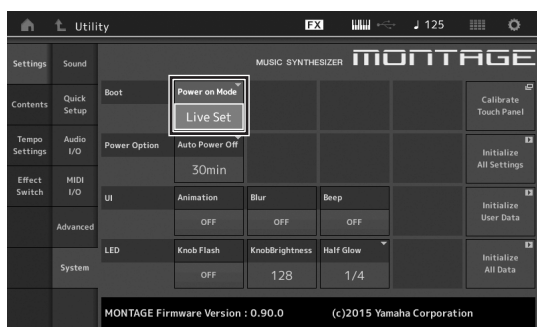 Utility
FX
125
Settings
Sound
MUSIC SYNTHESIZER MONTAGE
Contents
Quick
Setup
Boot
Power on Mode
Live Set
Calibrate
Touch Panel
Tempo
Settings
Audio
I/O
Power Option
Auto Power Off
30min
Initialize
All Settings
Effect
Switch
MIDI
I/O
UI
Animation
OFF
Blur
OFF
Beep
OFF
Initialize
User Data
Advanced
System
LED
Knob Flash
OFF
KnobBrightness
128
Half Glow
1/4
Initialize
All Data
MONTAGE Firmware Version : 0.90.0
(c)2015 Yamaha Corporation